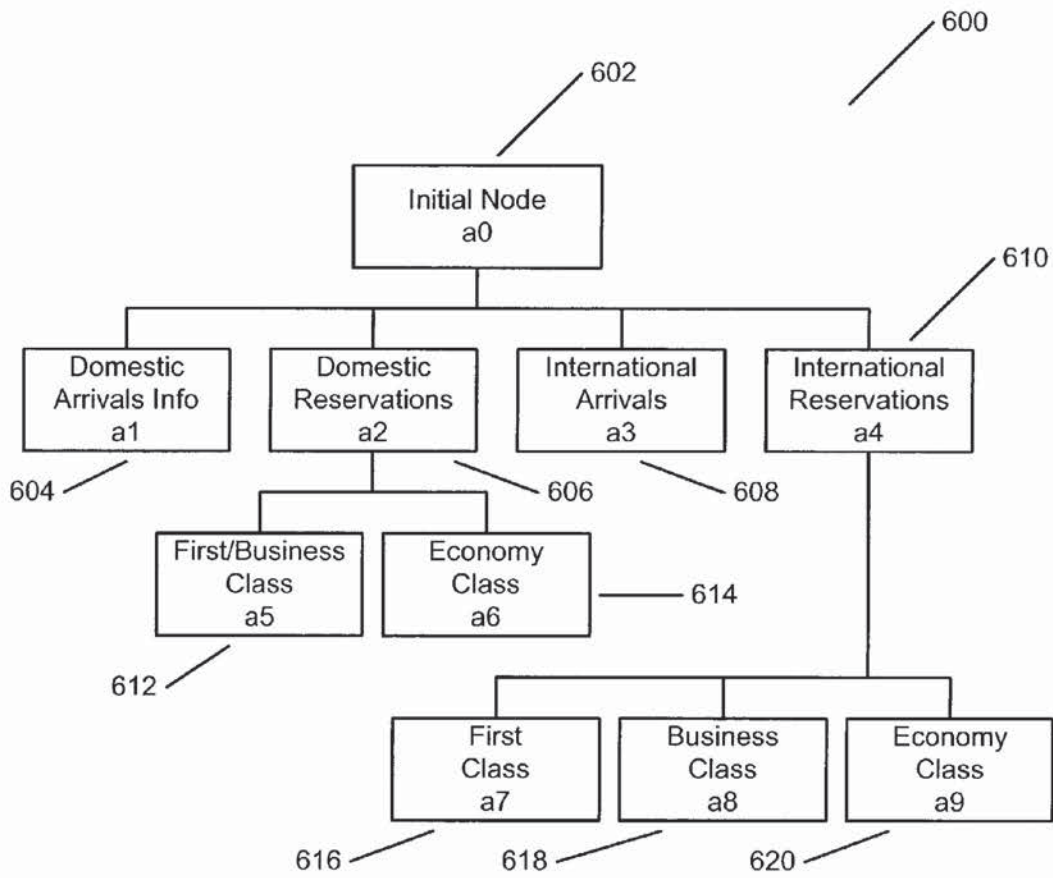 600
602
Initial Node
a0
610
Domestic
Arrivals Info
a1
Domestic
Reservations
a2
International
Arrivals
a3
International
Reservations
a4
604
606
608
First/Business
Class
a5
Economy
Class
a6
614
612
First
Class
a7
Business
Class
a8
Economy
Class
a9
616
618
620